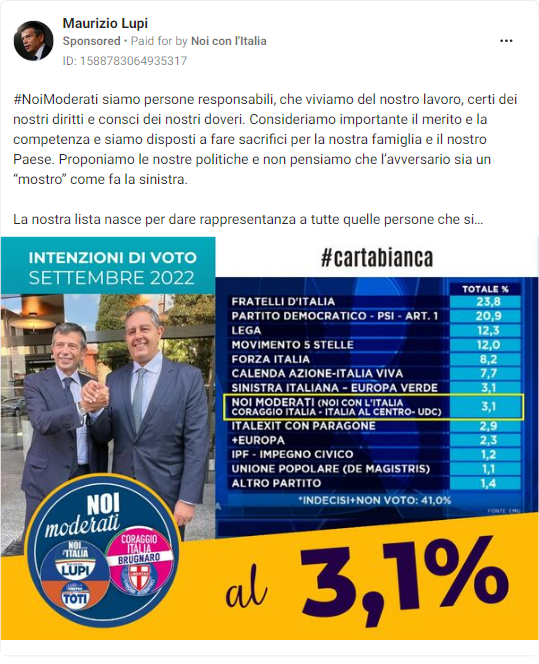 Maurizio Lupi
Sponsored • Paid for by Noi con l'Italia
ID: 1588783064935317
#NoiModerati siamo persone responsabili, che viviamo del nostro lavoro, certi dei
nostri diritti e consci dei nostri doveri. Consideriamo importante il merito e la
competenza e siamo disposti a fare sacrifici per la nostra famiglia e il nostro
Paese. Proponiamo le nostre politiche e non pensiamo che l'avversario sia un
"mostro" come fa la sinistra.
La nostra lista nasce per dare rappresentanza a tutte quelle persone che si...
INTENZIONI DI VOTO
SETTEMBRE 2022
#cartabianca
TOTALE %
FRATELLI D'ITALIA 23,8
PARTITO DEMOCRATICO - PSI - ART. 1 20,9
LEGA 12,3
MOVIMENTO 5 STELLE 12,0
FORZA ITALIA 8,2
CALENDA AZIONE-ITALIA VIVA 7,7
SINISTRA ITALIANA – EUROPA VERDE 3,1
NOI MODERATI (NOI CON L'ITALIA
CORAGGIO ITALIA - ITALIA AL CENTRO- UDC) 3,1
ITALEXIT CON PARAGONE 2,9
+EUROPA 2,3
IPF - IMPEGNO CIVICO 1,2
UNIONE POPOLARE (DE MAGISTRIS) 1,1
ALTRO PARTITO 1,4
*INDECISI+NON VOTO: 41,0%
FONTE EMG
NOI
moderati
NOI
L'ITALIA
LUPI
TOTI
CORAGGIO
ITALIA
BRUGNARO
al 3,1%